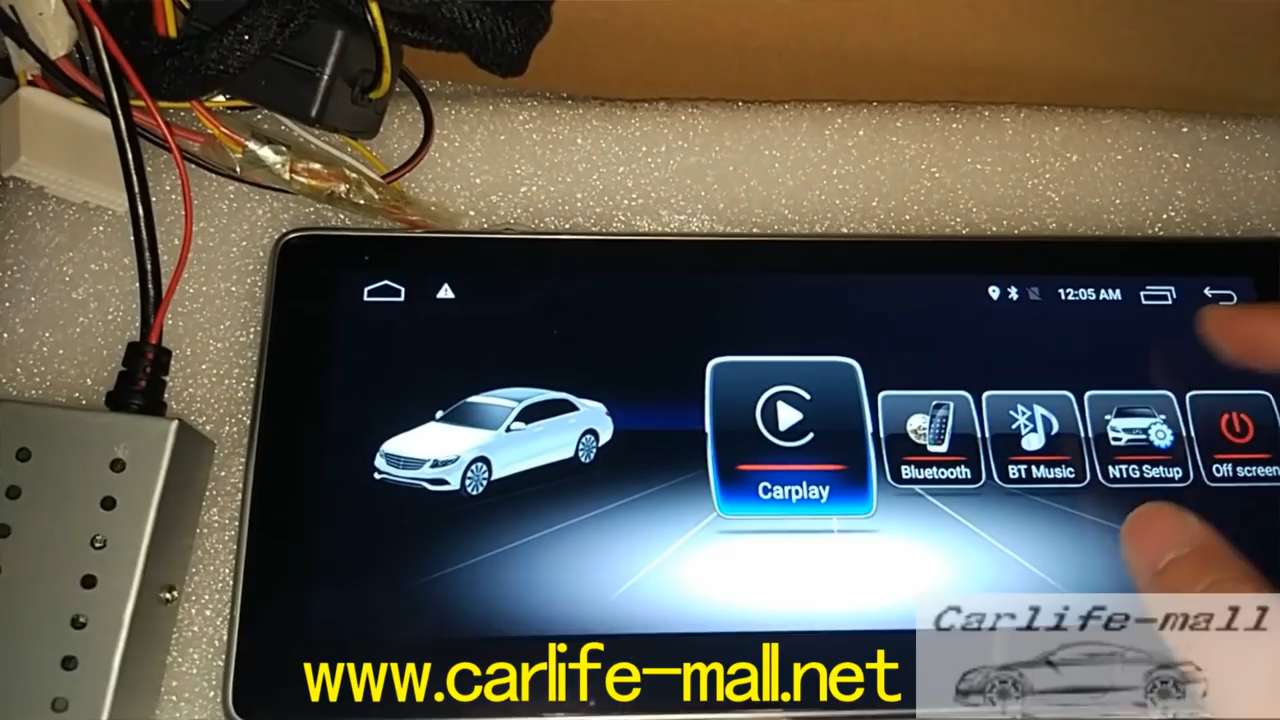 12:05 AM
Carplay
Bluetooth
BT Music
NTG Setup
Off screen
Carlife-mall
www.carlife-mall.net